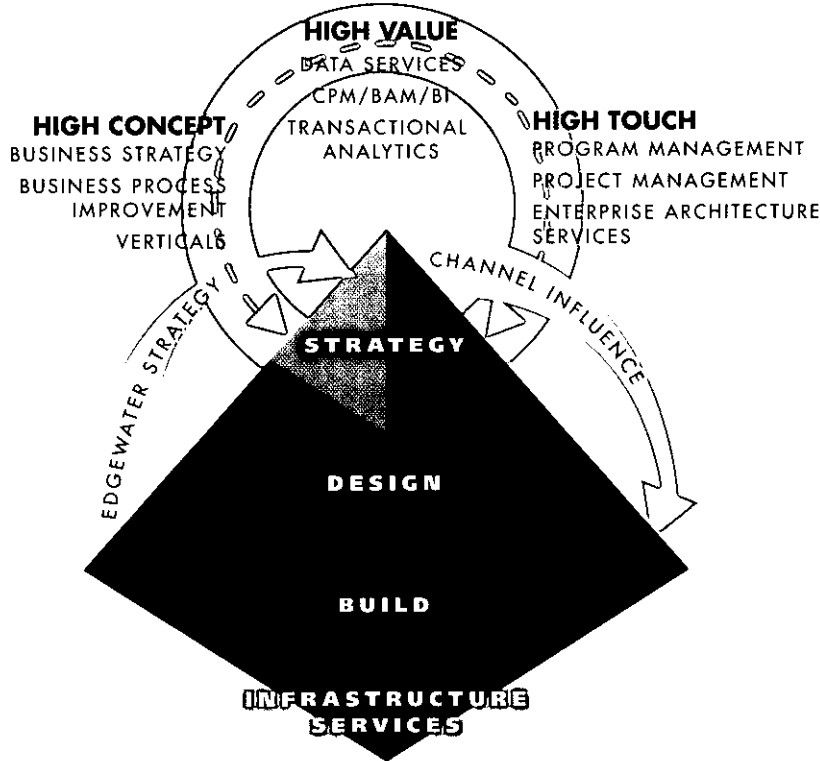 HIGH VALUE
DATA SERVICES
CPM/BAM/BI
TRANSACTIONAL
ANALYTICS
HIGH CONCEPT
BUSINESS STRATEGY
BUSINESS PROCESS
IMPROVEMENT
VERTICALS
HIGH TOUCH
PROGRAM MANAGEMENT
PROJECT MANAGEMENT
ENTERPRISE ARCHITECTURE
SERVICES
EDGEWATER STRATEGY
CHANNEL INFLUENCE
STRATEGY
DESIGN
BUILD
INFRASTRUCTURE
SERVICES